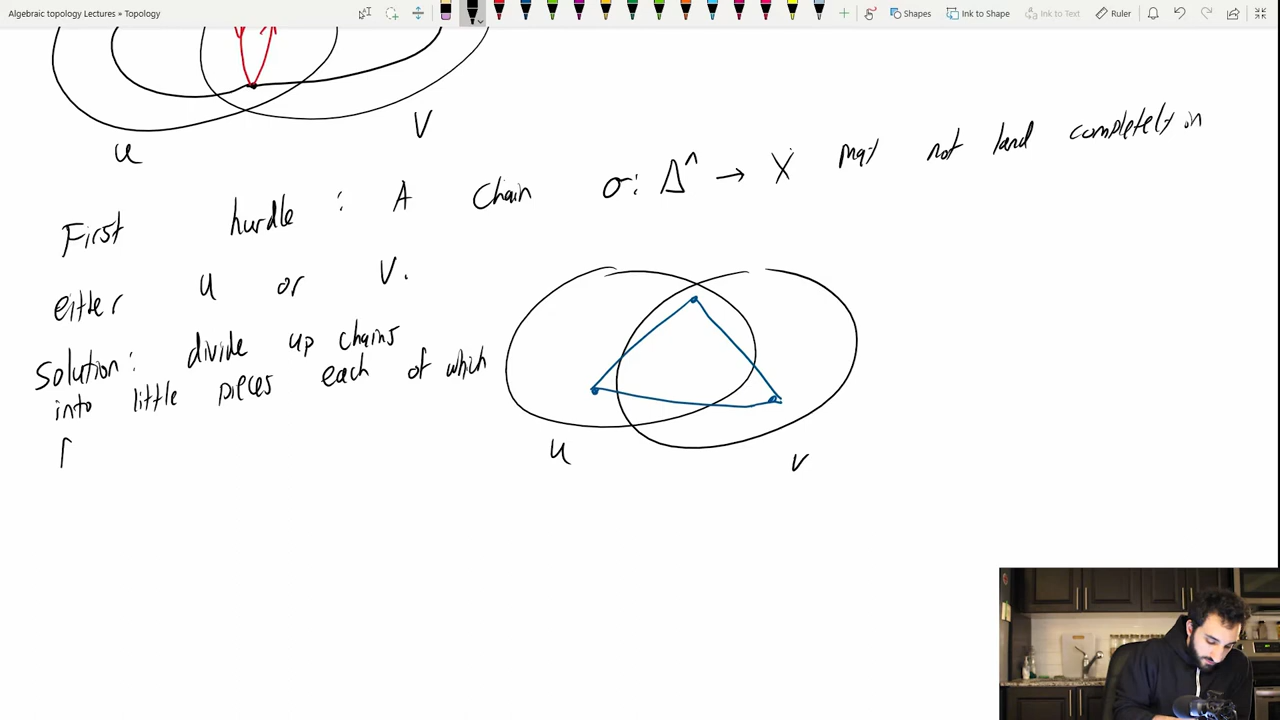 Algebraic topology Lectures » Topology
Shapes
Ink to Shape
Ink to Text
Ruler
V
U
First hurdle : A Chain σ: Δⁿ → X may not land completely in
either U or V.
Solution: divide up chains
into little pieces each of which
U
V